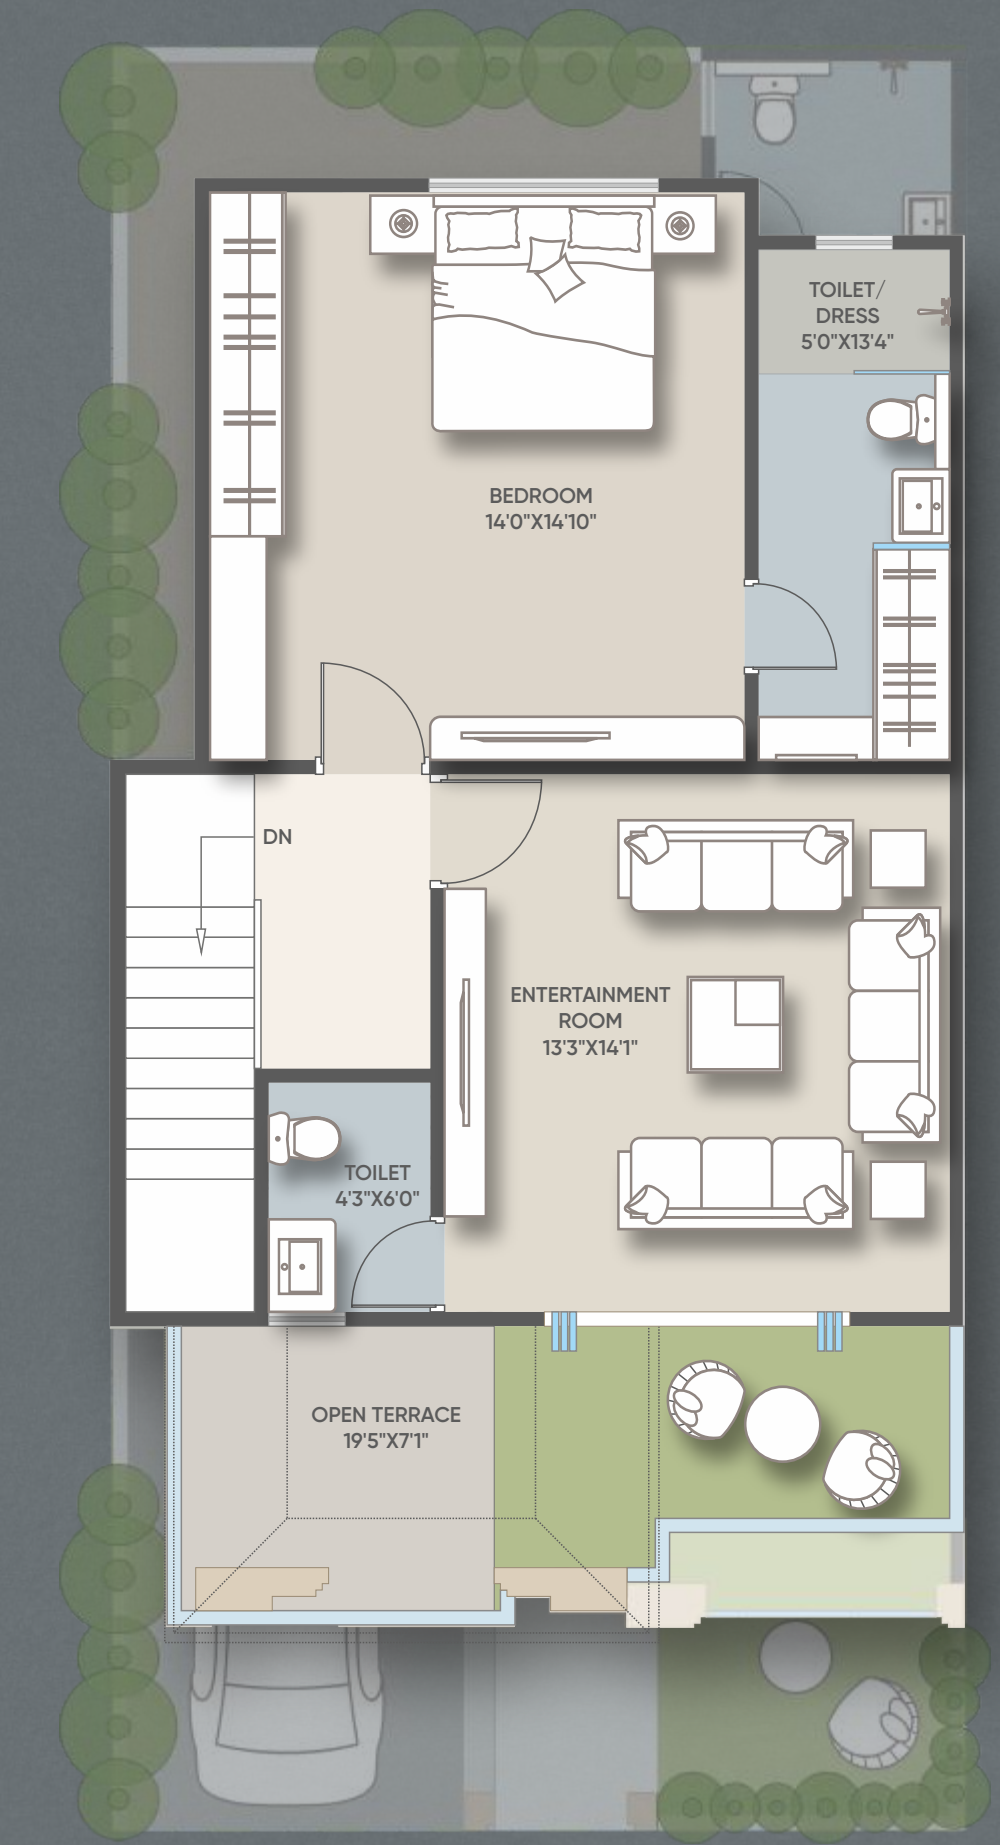 TOILET/
DRESS
5'0"X13'4"
BEDROOM
14'0"X14'10"
DN
ENTERTAINMENT
ROOM
13'3"X14'1"
TOILET
4'3"X6'0"
OPEN TERRACE
19'5"X7'1"